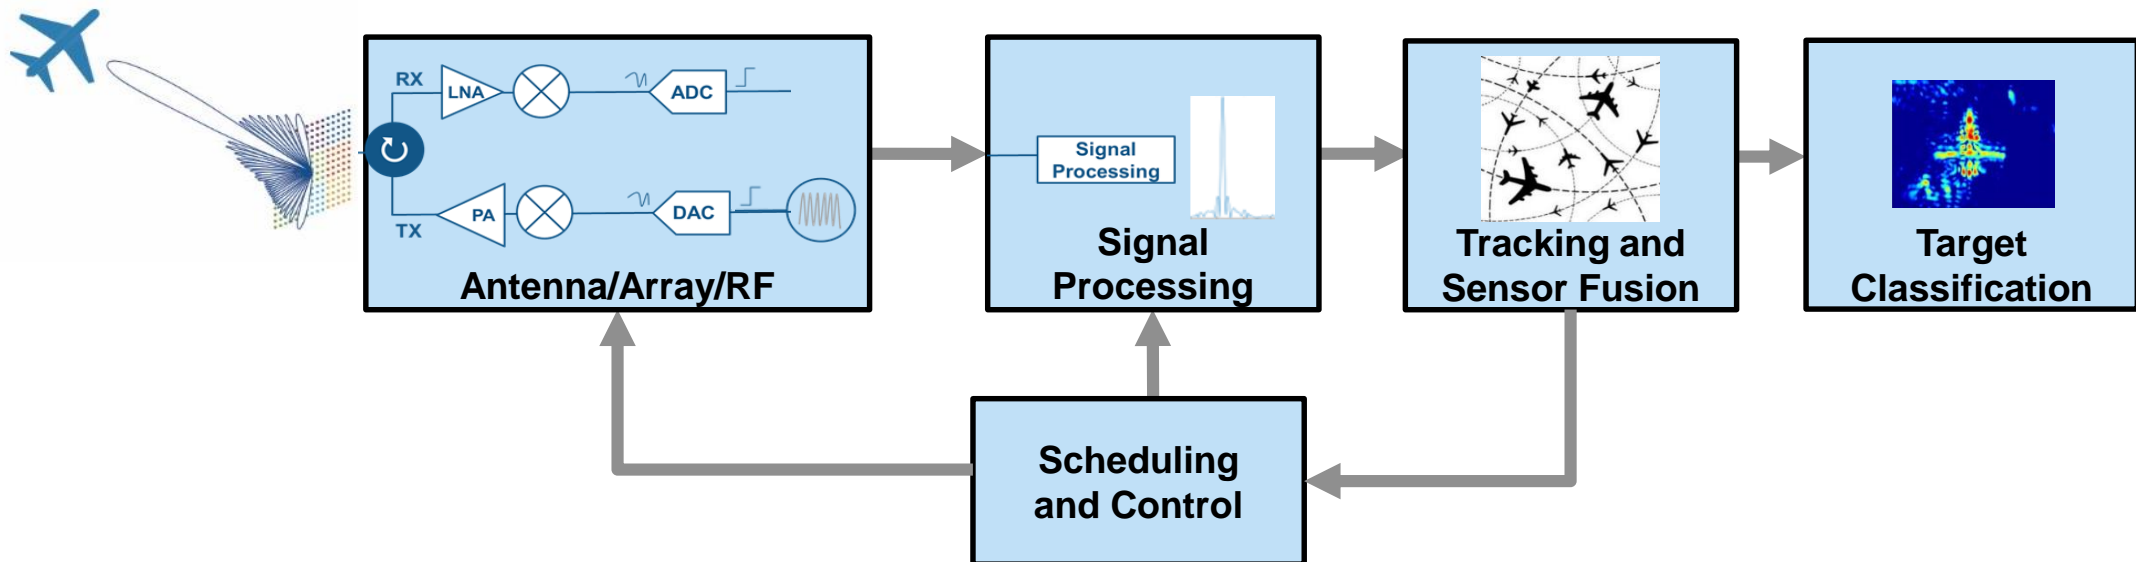 RX
LNA
ADC
PA
DAC
TX
Antenna/Array/RF
Signal
Processing
Signal
Processing
Tracking and
Sensor Fusion
Target
Classification
Scheduling
and Control